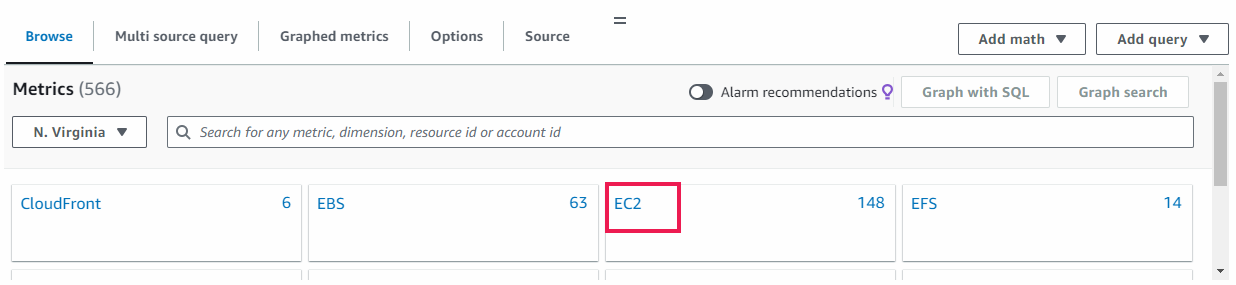 Browse Multi source query Graphed metrics Options Source Add math Add query
Metrics (566) Alarm recommendations Graph with SQL Graph search
N. Virginia Search for any metric, dimension, resource id or account id
CloudFront 6 EBS 63 EC2 148 EFS 14